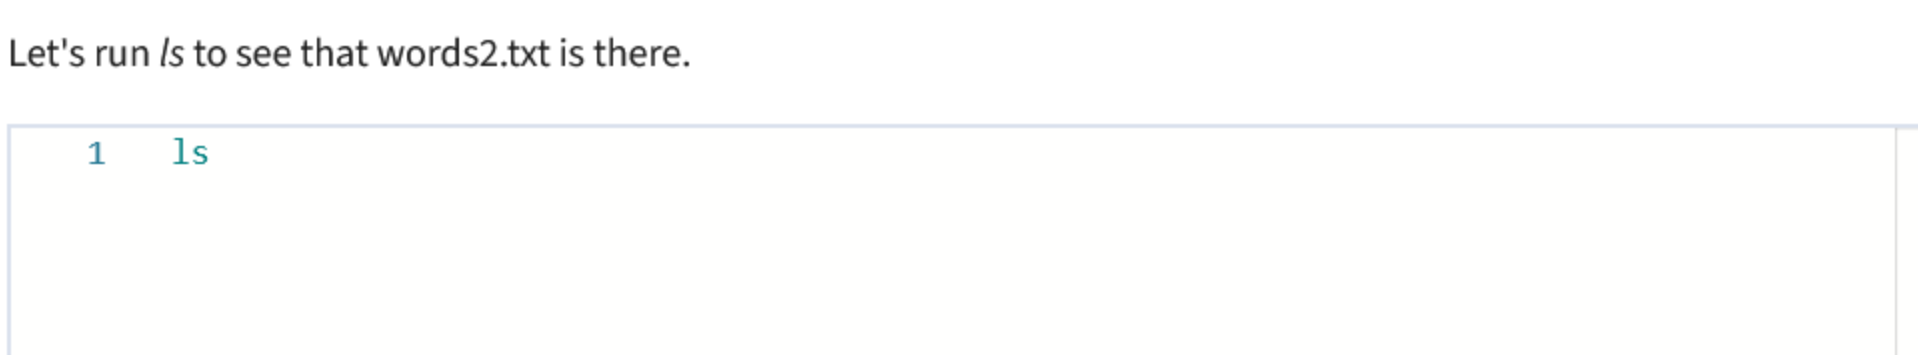 Let's run ls to see that words2.txt is there.
1 ls